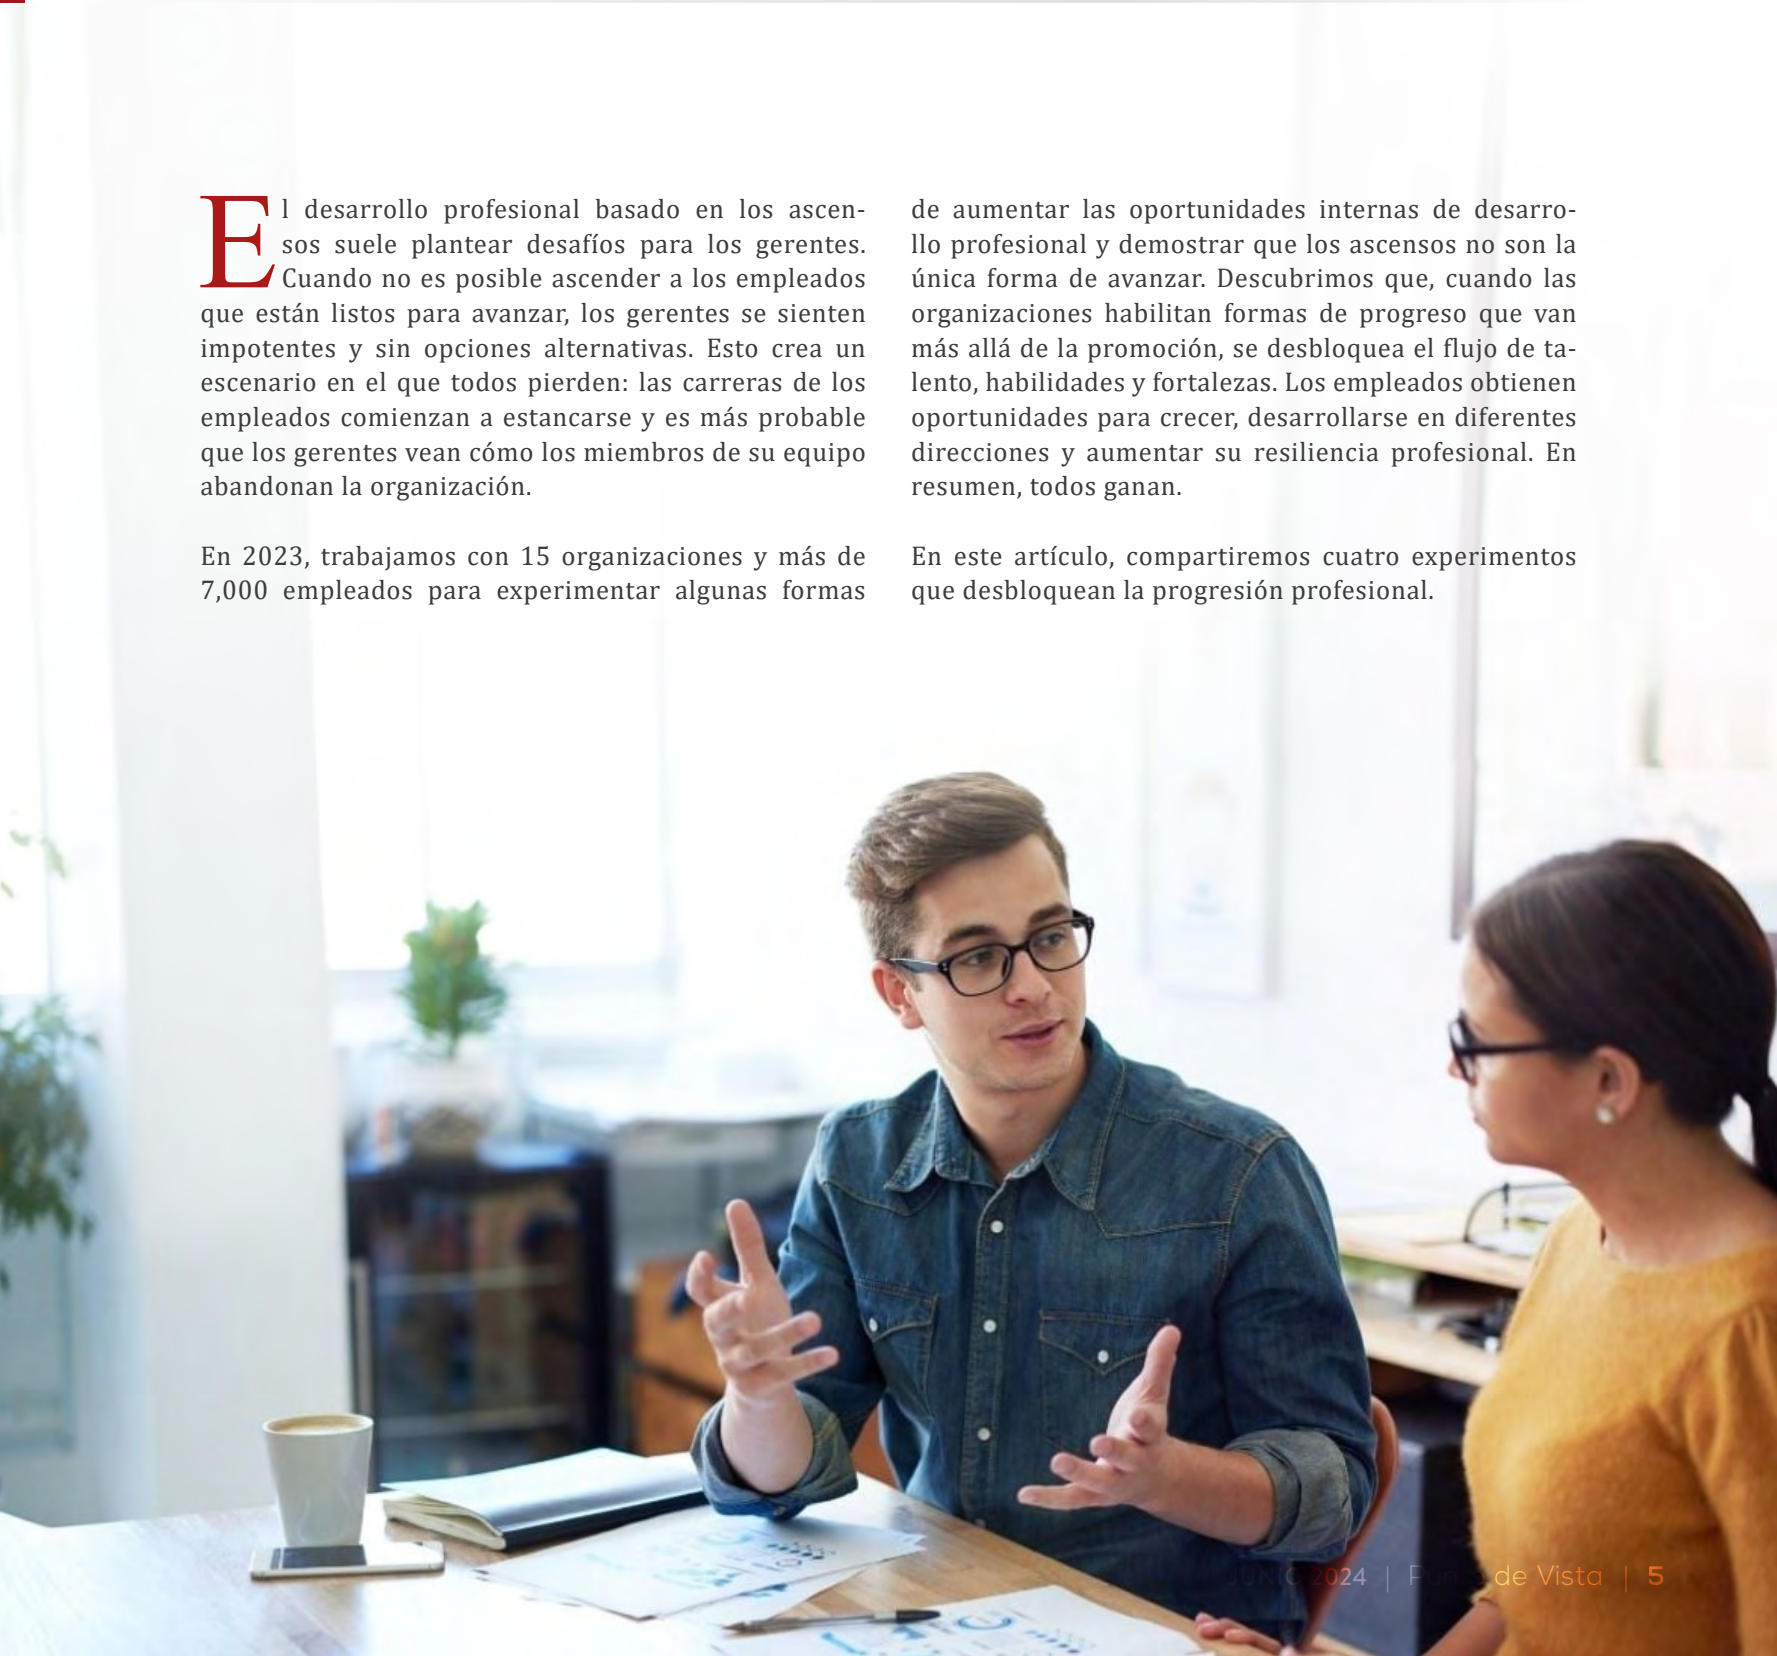 El desarrollo profesional basado en los ascen-
sos suele plantear desafíos para los gerentes.
Cuando no es posible ascender a los empleados
que están listos para avanzar, los gerentes se sienten
impotentes y sin opciones alternativas. Esto crea un
escenario en el que todos pierden: las carreras de los
empleados comienzan a estancarse y es más probable
que los gerentes vean cómo los miembros de su equipo
abandonan la organización.
En 2023, trabajamos con 15 organizaciones y más de
7,000 empleados para experimentar algunas formas
de aumentar las oportunidades internas de desarro-
llo profesional y demostrar que los ascensos no son la
única forma de avanzar. Descubrimos que, cuando las
organizaciones habilitan formas de progreso que van
más allá de la promoción, se desbloquea el flujo de ta-
lento, habilidades y fortalezas. Los empleados obtienen
oportunidades para crecer, desarrollarse en diferentes
direcciones y aumentar su resiliencia profesional. En
resumen, todos ganan.
En este artículo, compartiremos cuatro experimentos
que desbloquean la progresión profesional.
JUNIO 2024 | Punto de Vista | 5